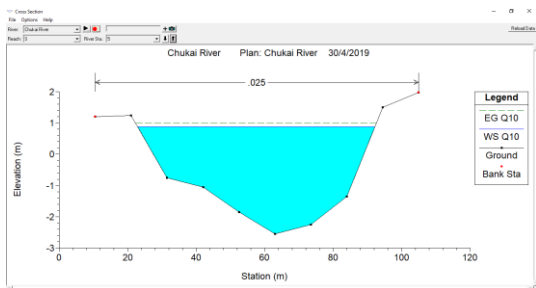 Cross Section
File Options Help
River: Chukai River
Reload Data
Reach: 0 River Sta.: 5
Chukai River Plan: Chukai River 30/4/2019
.025
Legend
EG Q10
WS Q10
Ground
Bank Sta
Elevation (m)
2
1
0
-1
-2
-3
0 20 40 60 80 100 120
Station (m)